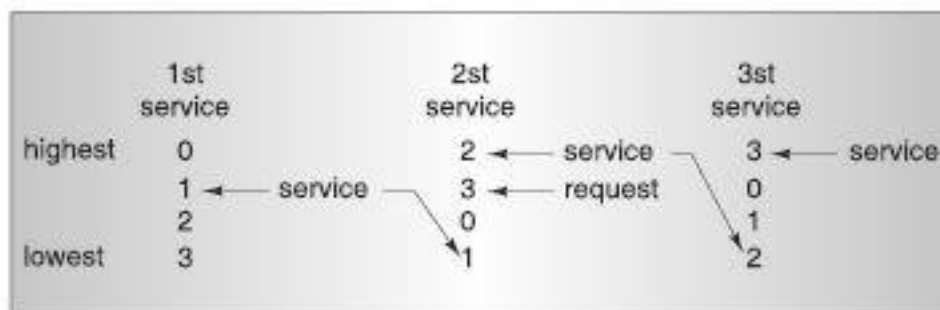 1st 2st 3st
service service service
highest 0 2 service 3 service
1 service 3 request 0
2 0 1
lowest 3 1 2